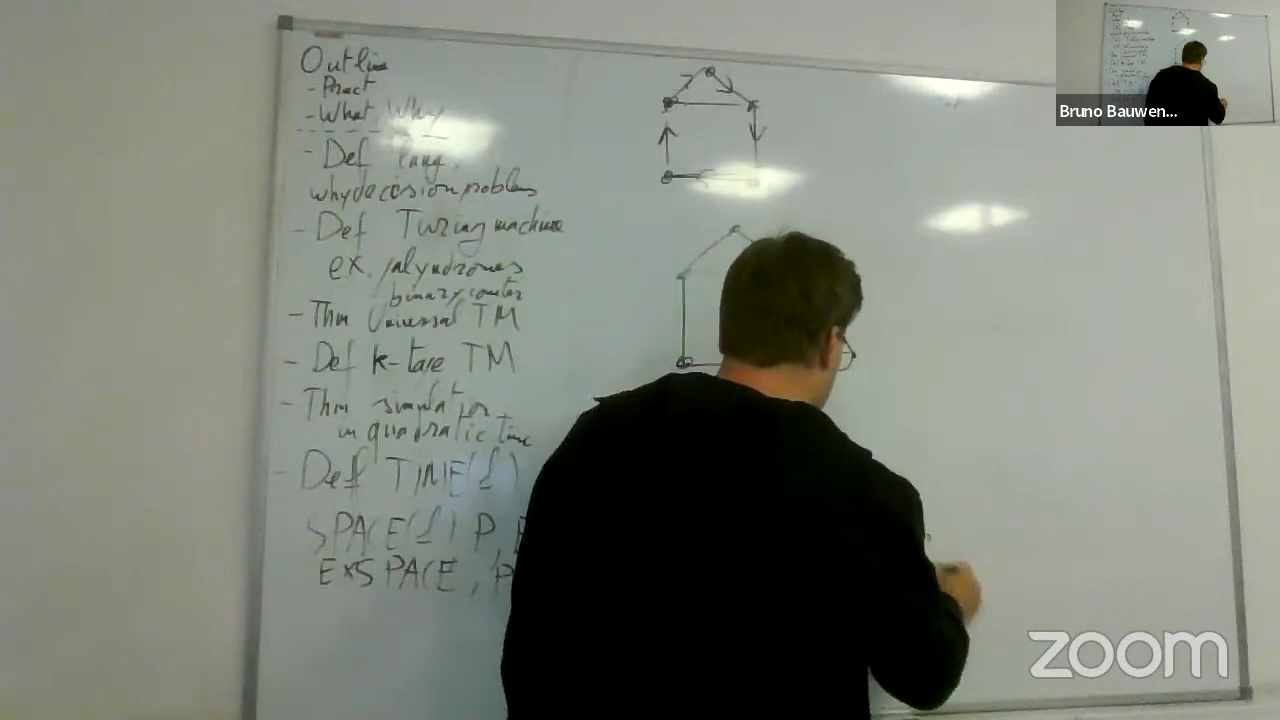 Outline
- Pract
- What, Why
- Def Lang.
why decision problems
- Def Turing machine
ex. palyndromes
binary counter
- Thm Universal TM
- Def k-tape TM
- Thm simulation
in quadratic time
- Def TIME(f)
SPACE(f) P
EXSPACE, P
Bruno Bauwen...
zoom